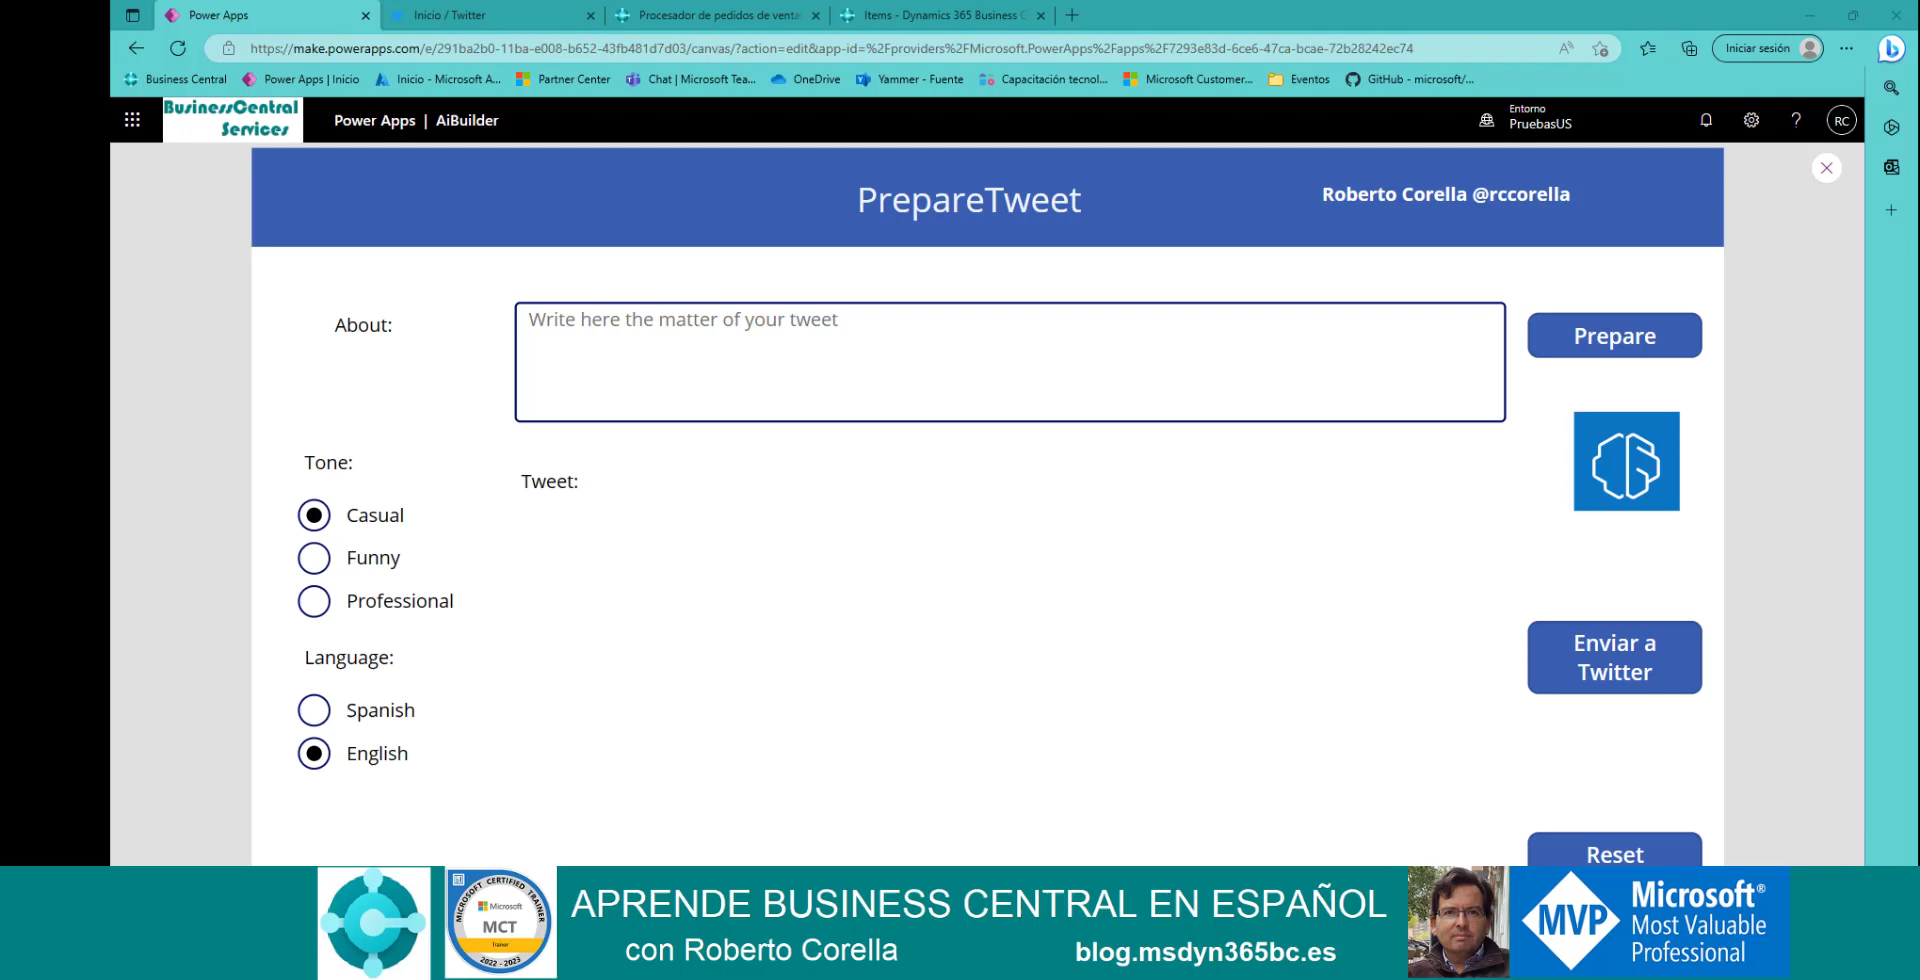 Power Apps
Inicio / Twitter
Procesador de pedidos de venta
Items - Dynamics 365 Business C
https://make.powerapps.com/e/291ba2b0-11ba-e008-b652-43fb481d7d03/canvas/?action=edit&app-id=%2Fproviders%2FMicrosoft.PowerApps%2Fapps%2F7293e83d-6ce6-47ca-bcae-72b28242ec74
Iniciar sesión
Business Central
Power Apps | Inicio
Inicio - Microsoft A...
Partner Center
Chat | Microsoft Tea...
OneDrive
Yammer - Fuente
Capacitación tecnol...
Microsoft Customer...
Eventos
GitHub - microsoft/...
BusinessCentral
Services
Power Apps | AiBuilder
Entorno
PruebasUS
RC
PrepareTweet
Roberto Corella @rccorella
About:
Write here the matter of your tweet
Prepare
Tone:
Tweet:
Casual
Funny
Professional
Enviar a
Twitter
Language:
Spanish
English
Reset
MICROSOFT CERTIFIED TRAINER
Microsoft
MCT
Trainer
2022 - 2023
APRENDE BUSINESS CENTRAL EN ESPAÑOL
con Roberto Corella
blog.msdyn365bc.es
MVP
Microsoft®
Most Valuable
Professional